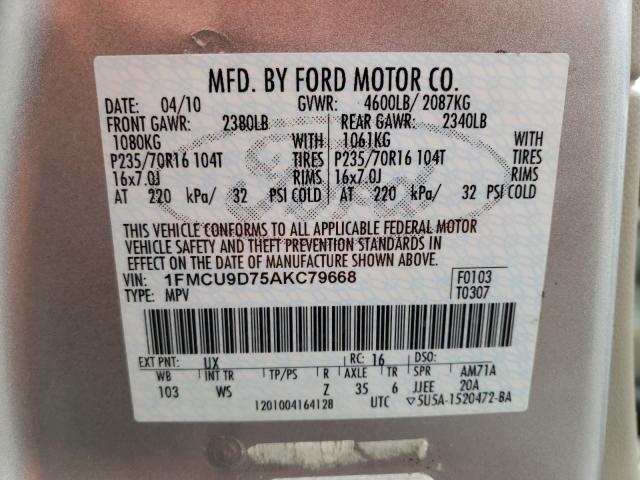 MFD. BY FORD MOTOR CO.
DATE: 04/10 GVWR: 4600LB/ 2087KG
FRONT GAWR: 2380LB REAR GAWR: 2340LB
1080KG WITH 1061KG WITH
P235/70R16 104T TIRES P235/70R16 104T TIRES
16x7.0J RIMS 16x7.0J RIMS
AT 220 kPa/ 32 PSI COLD AT 220 kPa/ 32 PSI COLD
THIS VEHICLE CONFORMS TO ALL APPLICABLE FEDERAL MOTOR
VEHICLE SAFETY AND THEFT PREVENTION STANDARDS IN
EFFECT ON THE DATE OF MANUFACTURE SHOWN ABOVE.
VIN: 1FMCU9D75AKC79668 F0103
TYPE: MPV T0307
EXT PNT: UX RC: 16 DSO:
WB INT TR TP/PS R AXLE TR SPR AM71A
103 WS Z 35 6 JJEE 20A
1201004164128 UTC ▽5U5A-1520472-BA
Ford